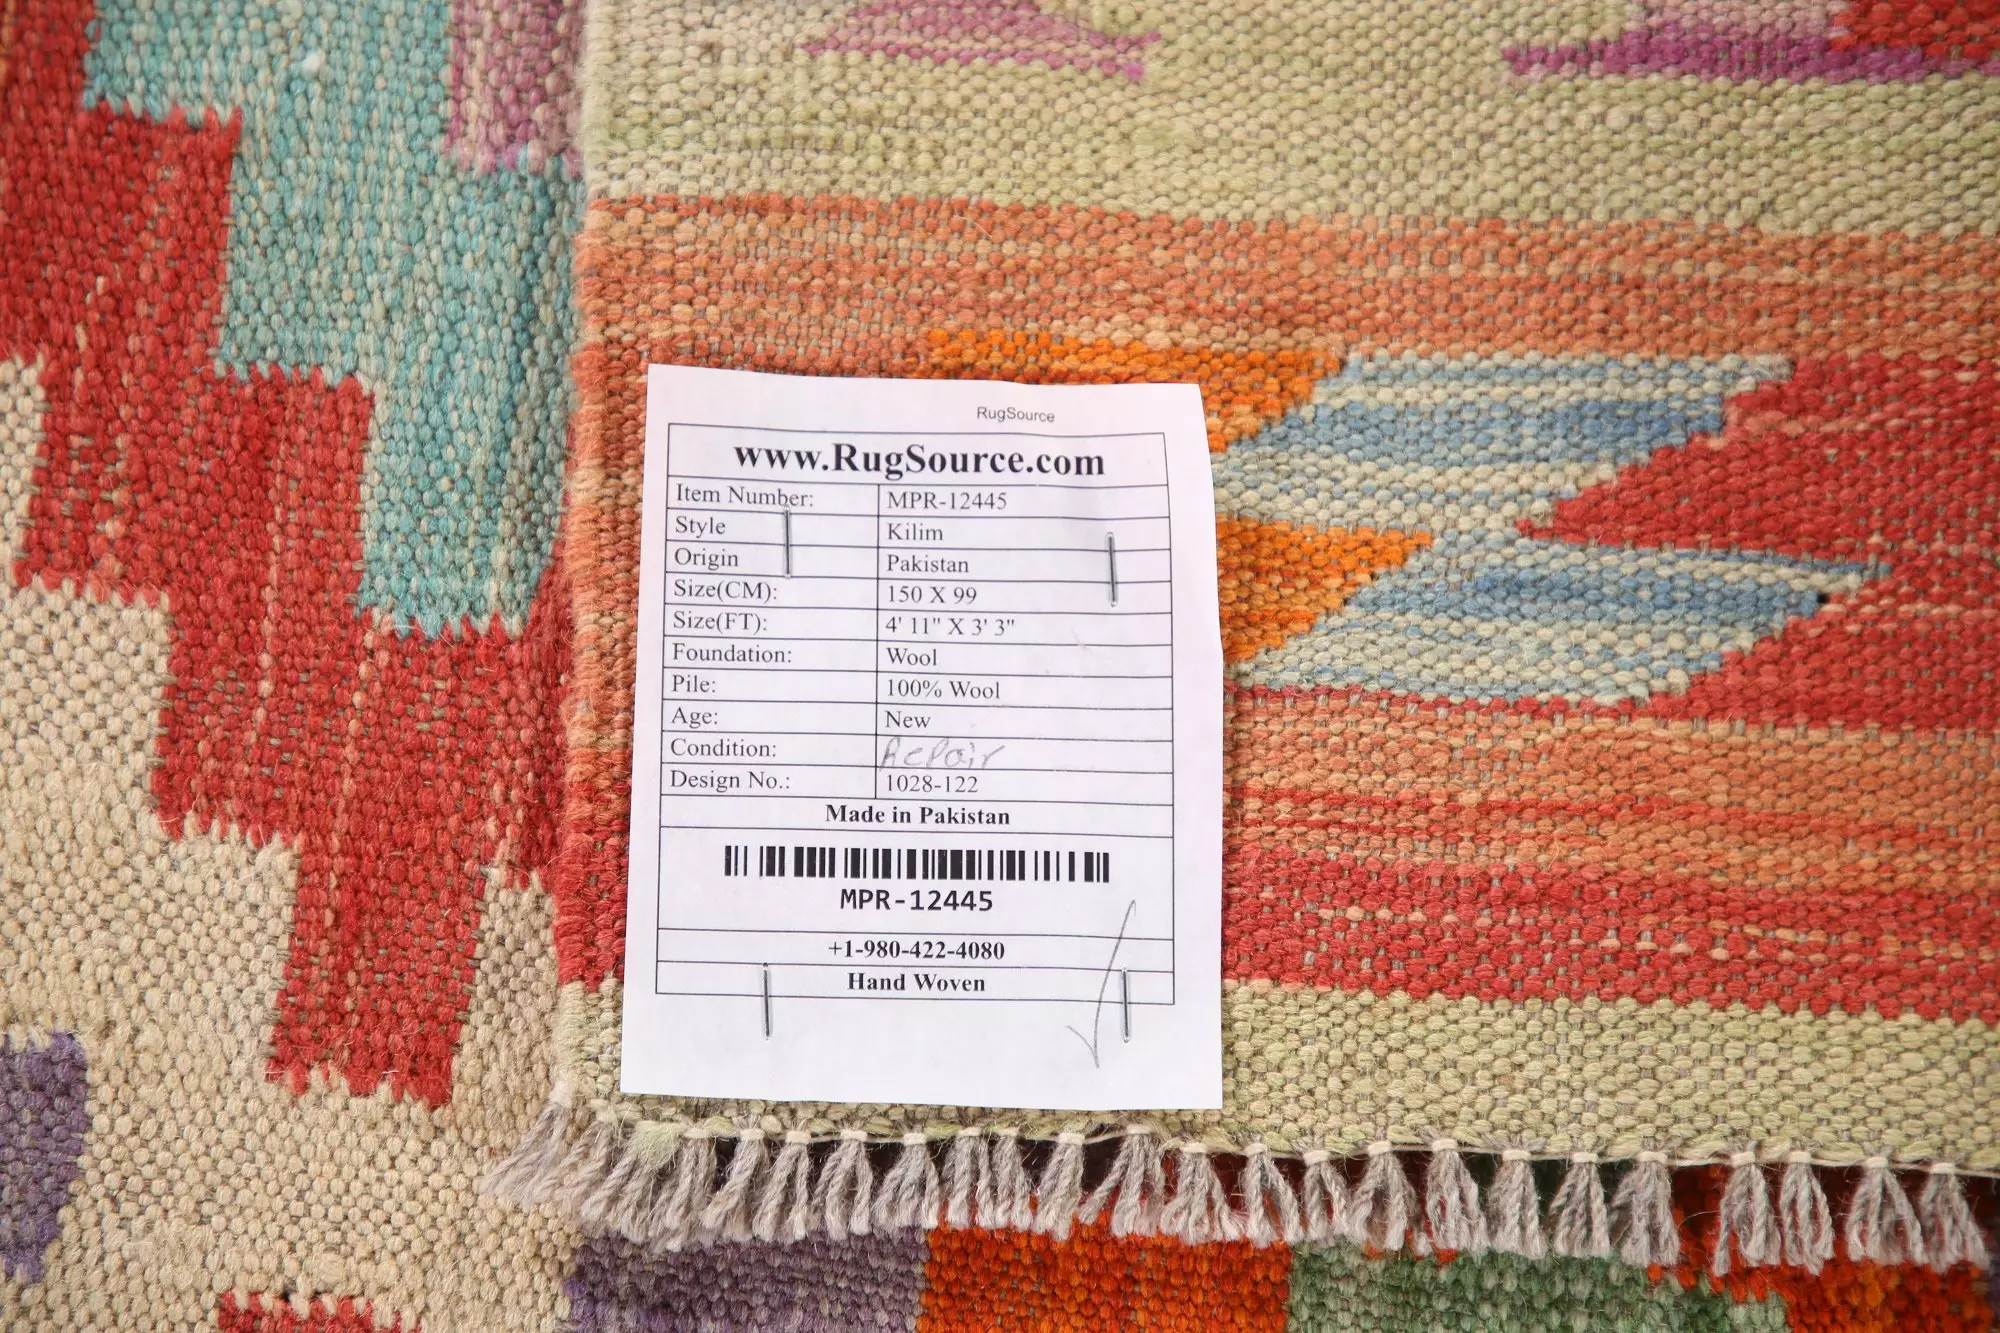 RugSource
www.RugSource.com
Item Number: MPR-12445
Style Kilim
Origin Pakistan
Size(CM): 150 X 99
Size(FT): 4' 11" X 3' 3"
Foundation: Wool
Pile: 100% Wool
Age: New
Condition: Repair
Design No.: 1028-122
Made in Pakistan
MPR-12445
+1-980-422-4080
Hand Woven